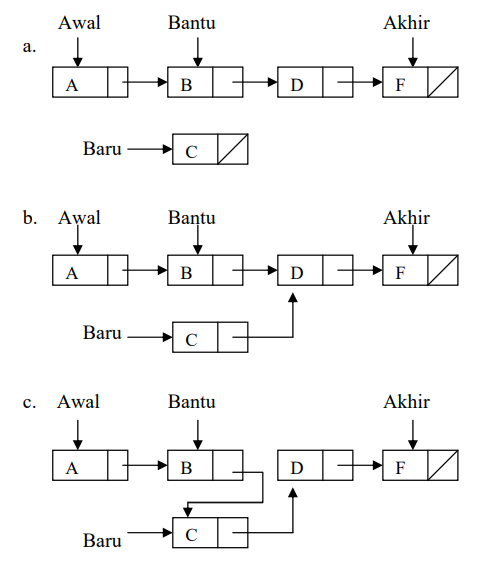 Awal Bantu Akhir
a.
A B D F
Baru C
b. Awal Bantu Akhir
A B D F
Baru C
c. Awal Bantu Akhir
A B D F
Baru C